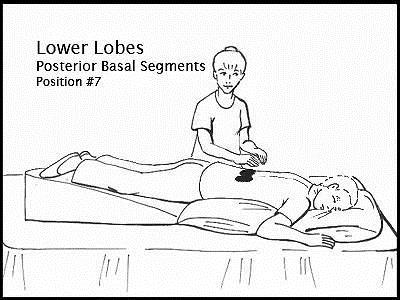 Lower Lobes
Posterior Basal Segments
Position #7